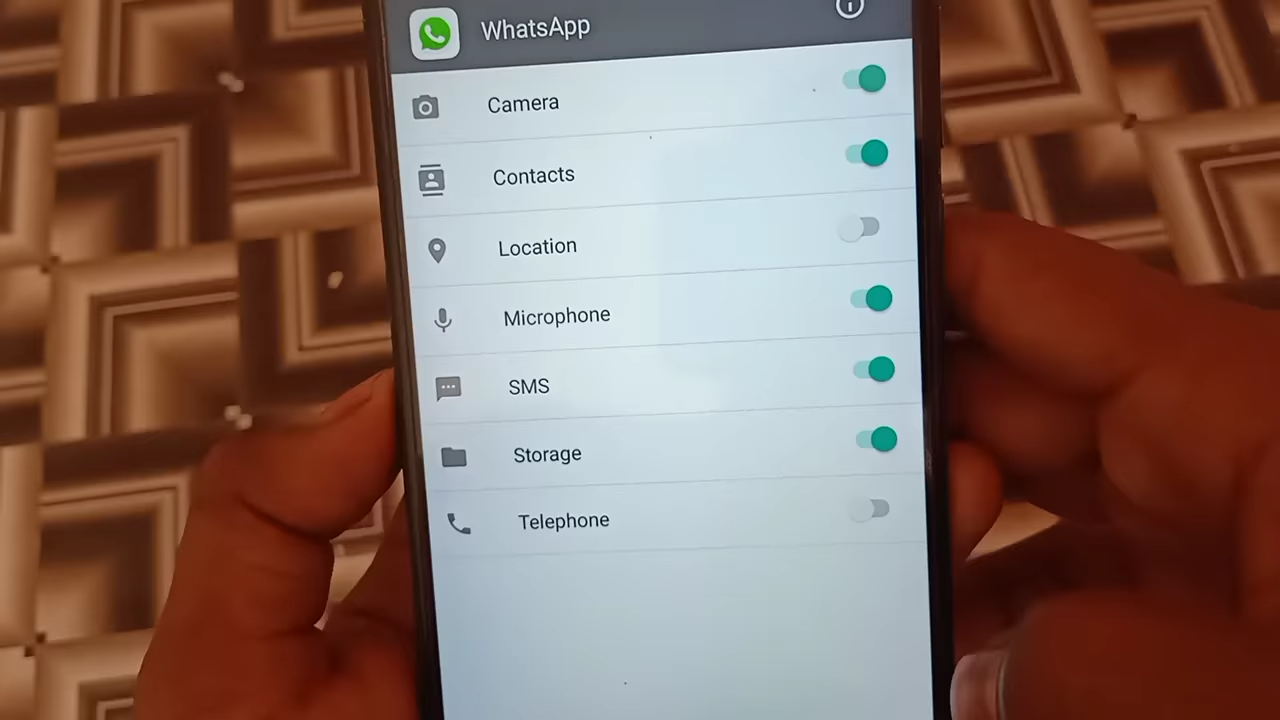 WhatsApp
Camera
Contacts
Location
Microphone
SMS
Storage
Telephone